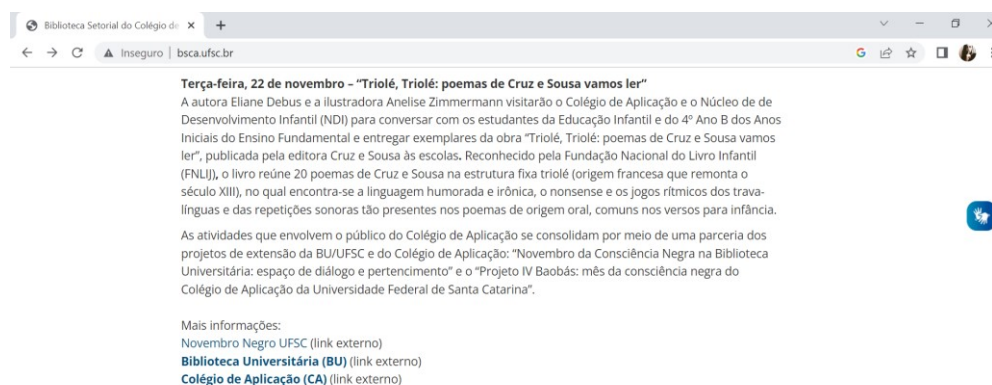 Biblioteca Setorial do Colégio de
Inseguro | bsca.ufsc.br
Terça-feira, 22 de novembro – “Triolé, Triolé: poemas de Cruz e Sousa vamos ler”
A autora Eliane Debus e a ilustradora Anelise Zimmermann visitarão o Colégio de Aplicação e o Núcleo de de
Desenvolvimento Infantil (NDI) para conversar com os estudantes da Educação Infantil e do 4º Ano B dos Anos
Iniciais do Ensino Fundamental e entregar exemplares da obra “Triolé, Triolé: poemas de Cruz e Sousa vamos
ler”, publicada pela editora Cruz e Sousa às escolas. Reconhecido pela Fundação Nacional do Livro Infantil
(FNLIJ), o livro reúne 20 poemas de Cruz e Sousa na estrutura fixa triolé (origem francesa que remonta o
século XIII), no qual encontra-se a linguagem humorada e irônica, o nonsense e os jogos rítmicos dos trava-
línguas e das repetições sonoras tão presentes nos poemas de origem oral, comuns nos versos para infância.
As atividades que envolvem o público do Colégio de Aplicação se consolidam por meio de uma parceria dos
projetos de extensão da BU/UFSC e do Colégio de Aplicação: “Novembro da Consciência Negra na Biblioteca
Universitária: espaço de diálogo e pertencimento” e o “Projeto IV Baobás: mês da consciência negra do
Colégio de Aplicação da Universidade Federal de Santa Catarina”.
Mais informações:
Novembro Negro UFSC (link externo)
Biblioteca Universitária (BU) (link externo)
Colégio de Aplicação (CA) (link externo)